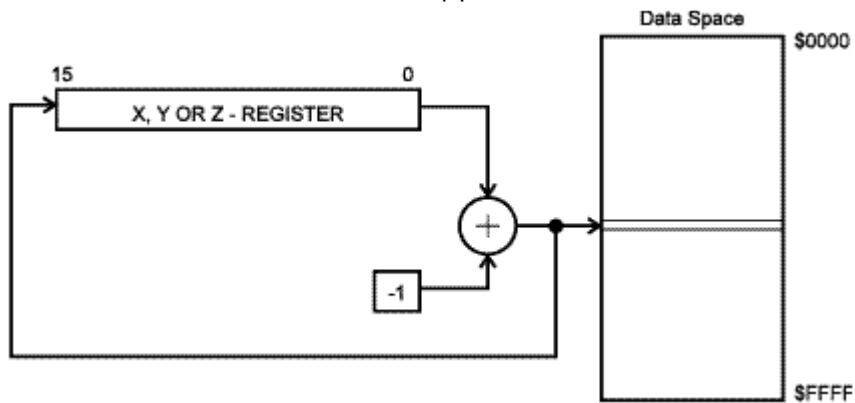 Data Space
$0000
15 0
X, Y OR Z - REGISTER
+
-1
$FFFF